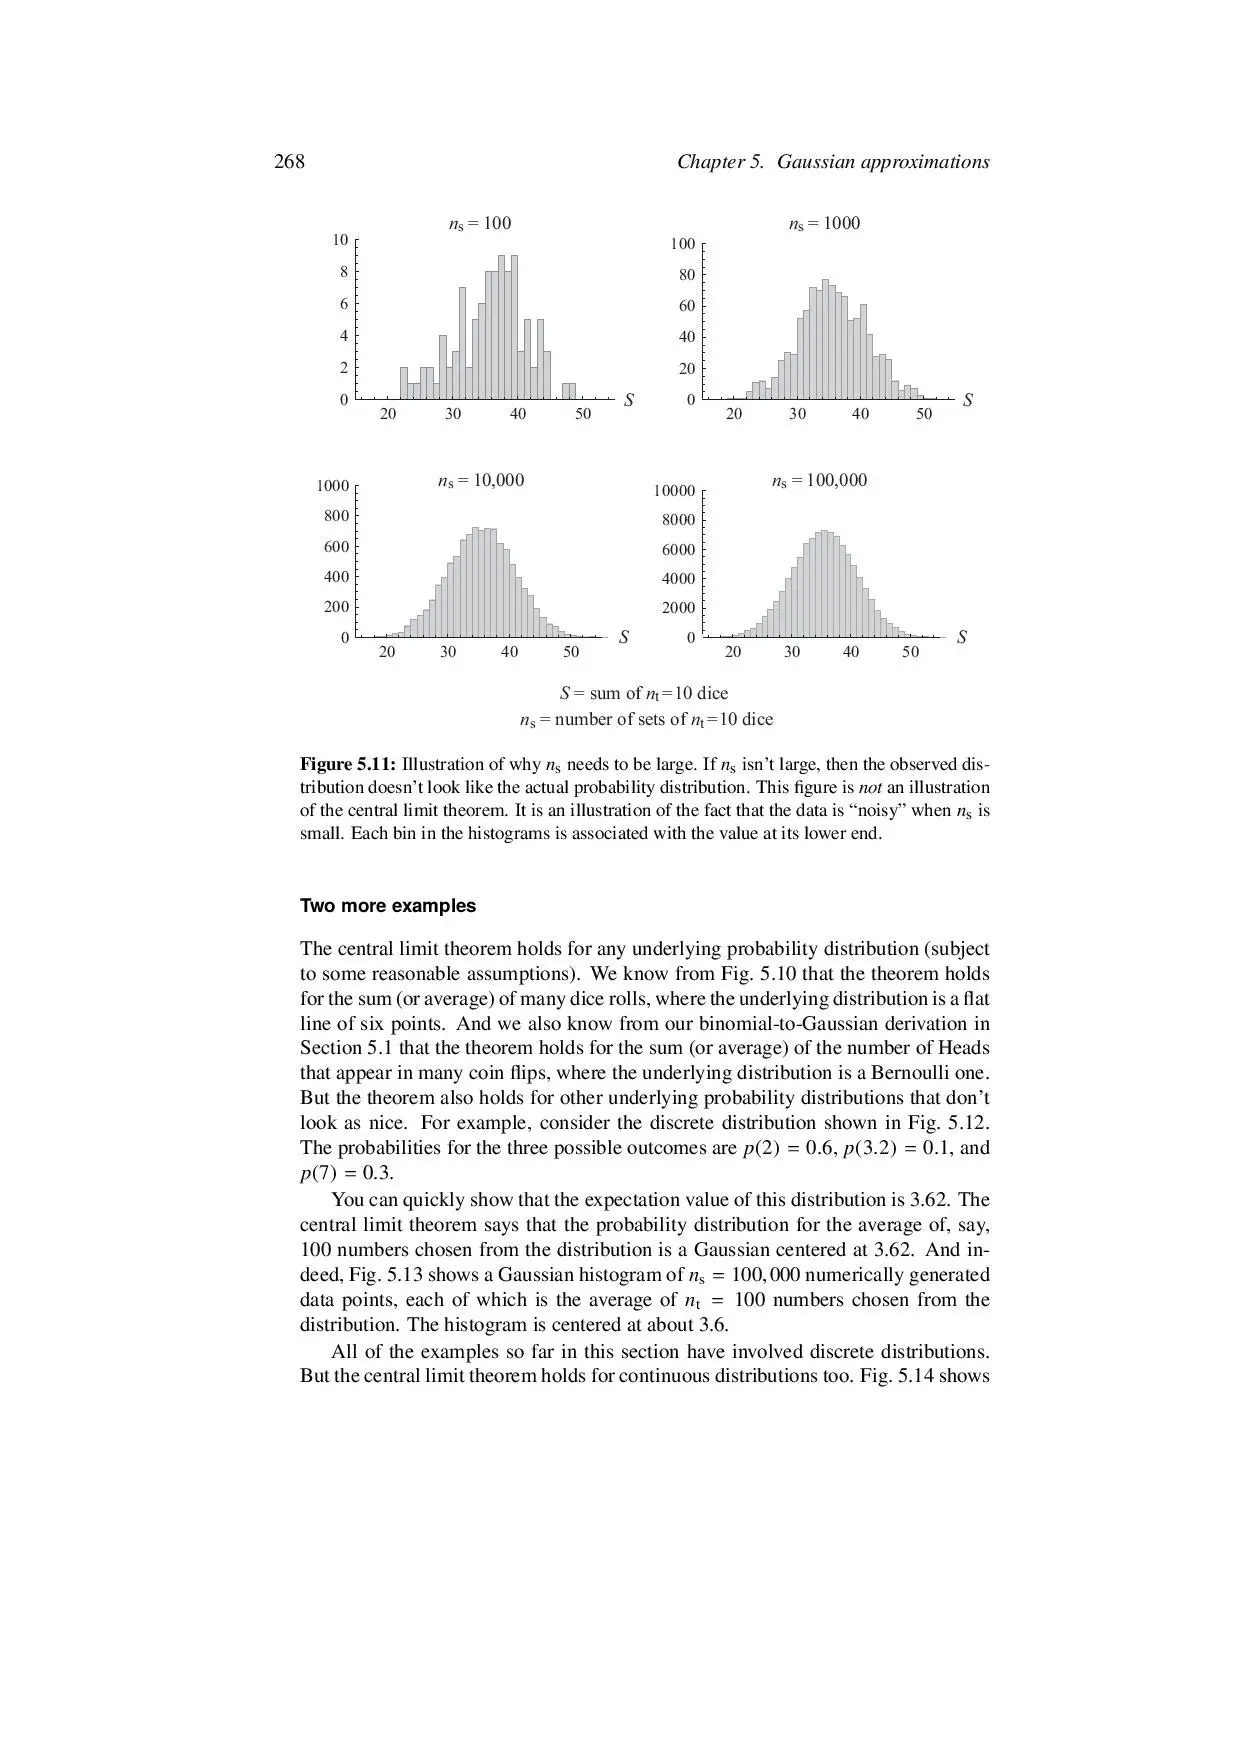 268
Chapter 5. Gaussian approximations
ns = 100
10
8
6
4
2
0
20 30 40 50
S
ns = 1000
100
80
60
40
20
0
20 30 40 50
S
ns = 10,000
1000
800
600
400
200
0
20 30 40 50
S
ns = 100,000
10000
8000
6000
4000
2000
0
20 30 40 50
S
S = sum of nt=10 dice
ns = number of sets of nt=10 dice
Figure 5.11: Illustration of why ns needs to be large. If ns isn’t large, then the observed dis-
tribution doesn’t look like the actual probability distribution. This figure is not an illustration
of the central limit theorem. It is an illustration of the fact that the data is “noisy” when ns is
small. Each bin in the histograms is associated with the value at its lower end.
Two more examples
The central limit theorem holds for any underlying probability distribution (subject
to some reasonable assumptions). We know from Fig. 5.10 that the theorem holds
for the sum (or average) of many dice rolls, where the underlying distribution is a flat
line of six points. And we also know from our binomial-to-Gaussian derivation in
Section 5.1 that the theorem holds for the sum (or average) of the number of Heads
that appear in many coin flips, where the underlying distribution is a Bernoulli one.
But the theorem also holds for other underlying probability distributions that don’t
look as nice. For example, consider the discrete distribution shown in Fig. 5.12.
The probabilities for the three possible outcomes are p(2) = 0.6, p(3.2) = 0.1, and
p(7) = 0.3.
You can quickly show that the expectation value of this distribution is 3.62. The
central limit theorem says that the probability distribution for the average of, say,
100 numbers chosen from the distribution is a Gaussian centered at 3.62. And in-
deed, Fig. 5.13 shows a Gaussian histogram of ns = 100,000 numerically generated
data points, each of which is the average of nt = 100 numbers chosen from the
distribution. The histogram is centered at about 3.6.
All of the examples so far in this section have involved discrete distributions.
But the central limit theorem holds for continuous distributions too. Fig. 5.14 shows